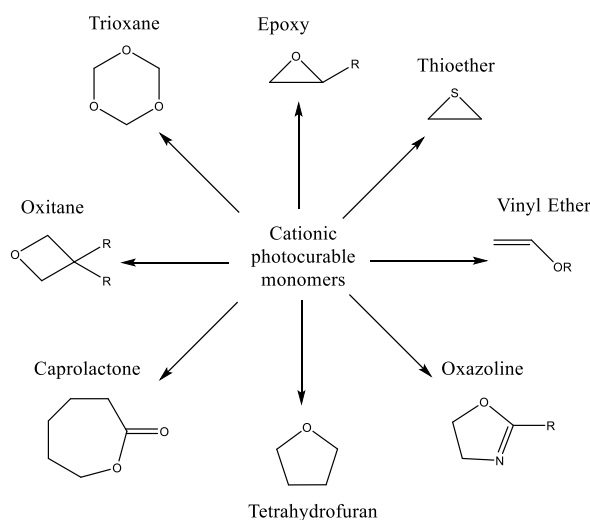 Trioxane
O
O
O
Epoxy
O
R
Thioether
S
Oxitane
O
R
R
Cationic
photocurable
monomers
Vinyl Ether
OR
Caprolactone
O
O
Tetrahydrofuran
O
Oxazoline
O
R
N